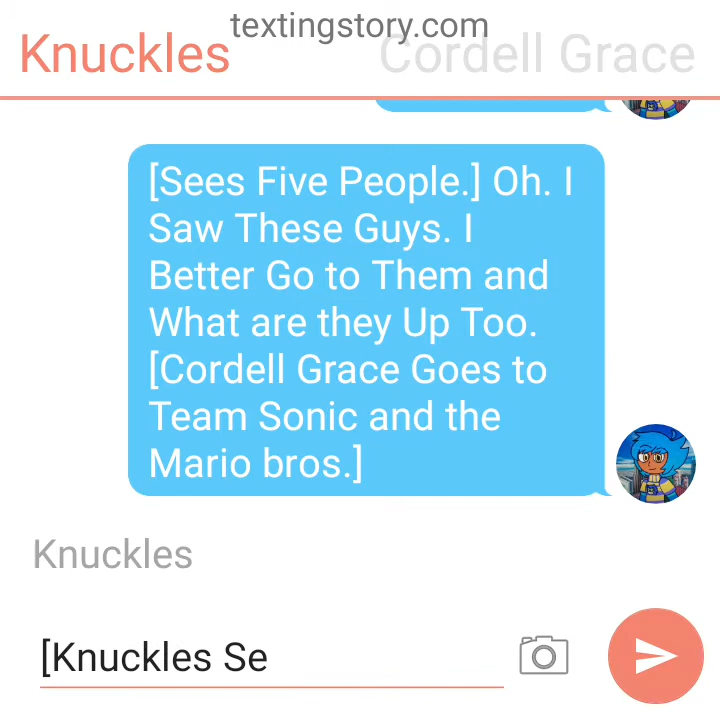 textingstory.com
Knuckles Cordell Grace
[Sees Five People.] Oh. I
Saw These Guys. I
Better Go to Them and
What are they Up Too.
[Cordell Grace Goes to
Team Sonic and the
Mario bros.]
Knuckles
[Knuckles Se